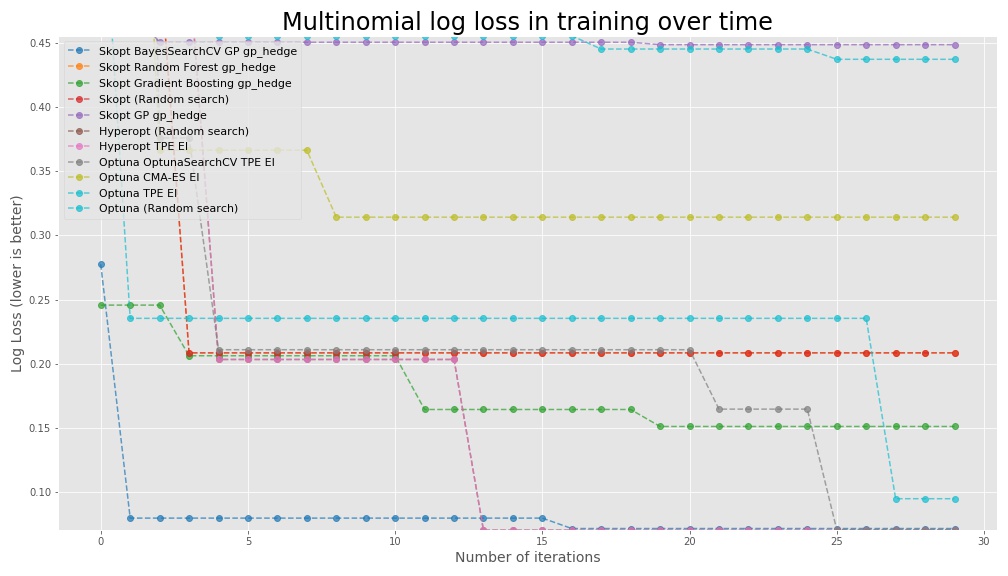 Multinomial log loss in training over time
Log Loss (lower is better)
0.45
0.40
0.35
0.30
0.25
0.20
0.15
0.10
Skopt BayesSearchCV GP gp_hedge
Skopt Random Forest gp_hedge
Skopt Gradient Boosting gp_hedge
Skopt (Random search)
Skopt GP gp_hedge
Hyperopt (Random search)
Hyperopt TPE EI
Optuna OptunaSearchCV TPE EI
Optuna CMA-ES EI
Optuna TPE EI
Optuna (Random search)
0 5 10 15 20 25 30
Number of iterations